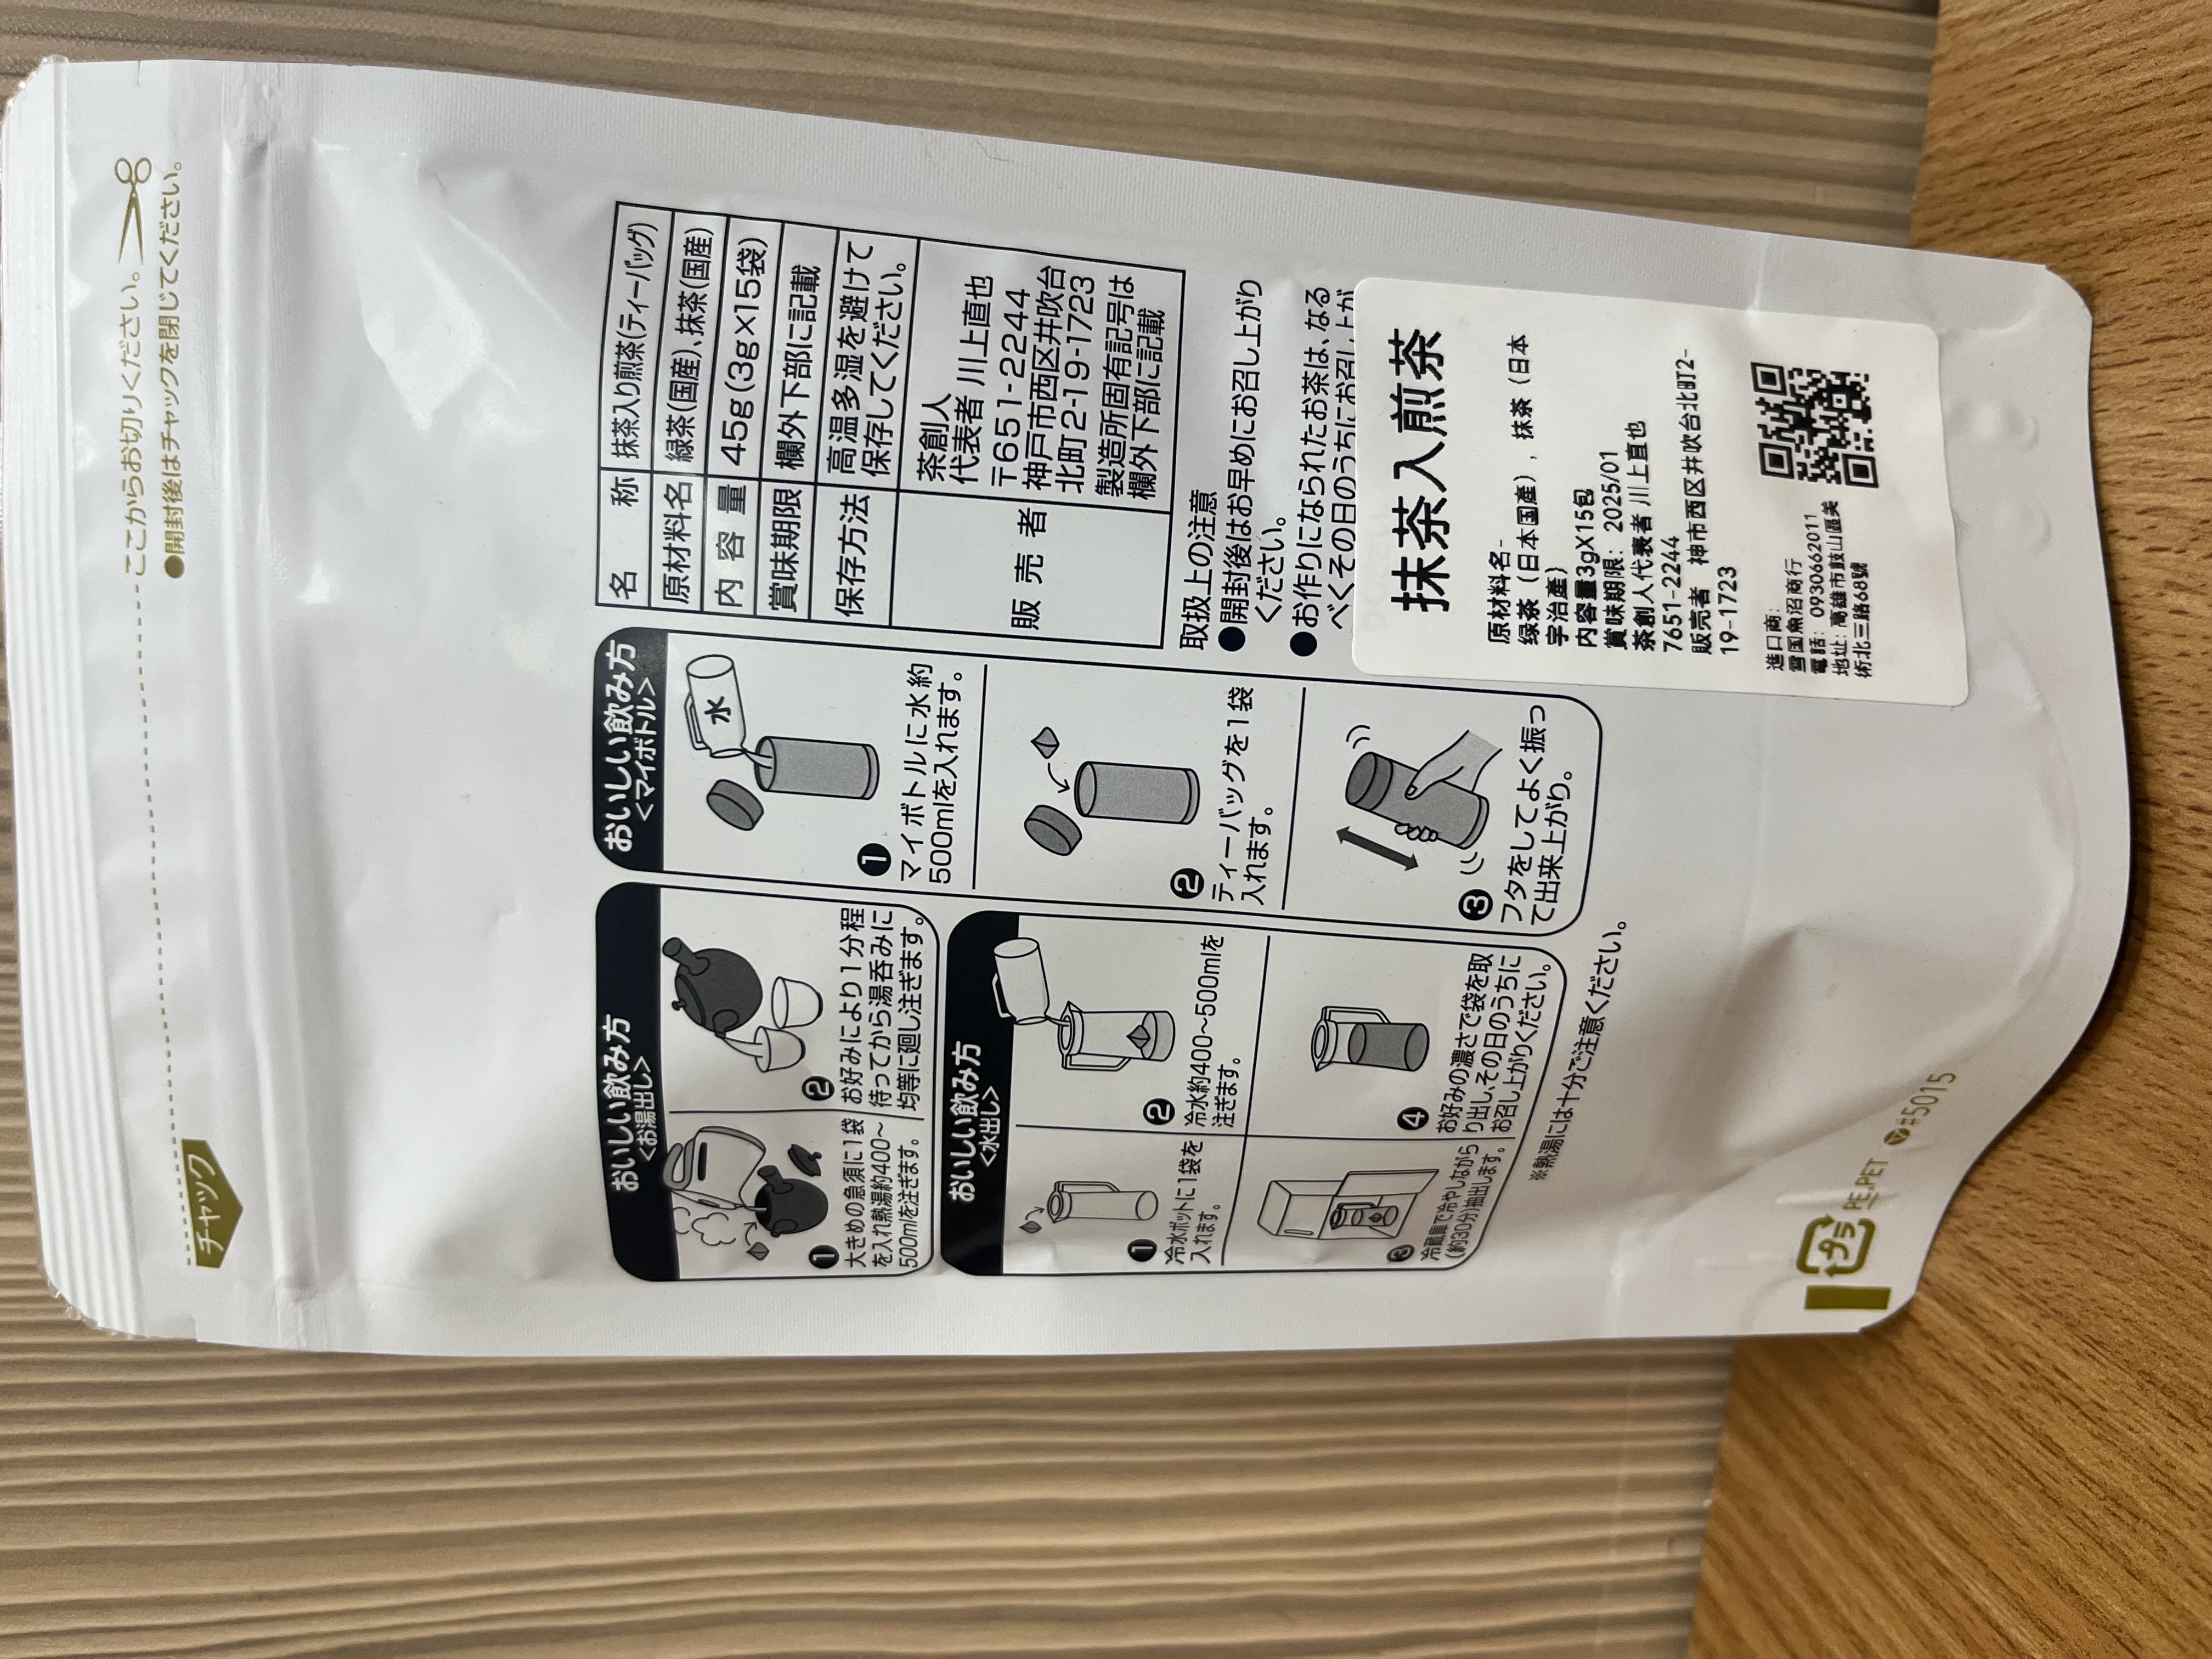 ここからお切りください。
●開封後はチャックを閉じてください。
チャック
おいしい飲み方
<お湯出し>
❶
大きめの急須に1袋
を入れ熱湯約400～
500mlを注ぎます。
❷
お好みにより1分程
待ってから湯呑みに
均等に廻し注ぎます。
おいしい飲み方
<水出し>
❶
冷水ポットに1袋を
入れます。
❷
冷水約400～500mlを
注ぎます。
❸
冷蔵庫で冷やしながら
(約30分)抽出します。
❹
お好みの濃さで袋を取
り出し、その日のうちに
お召し上がりください。
※熱湯には十分ご注意ください。
おいしい飲み方
<マイボトル>
水
❶
マイボトルに水約
500mlを入れます。
❷
ティーバッグを1袋
入れます。
❸
フタをしてよく振っ
て出来上がり。
名称 抹茶入り煎茶(ティーバッグ)
原材料名 緑茶(国産)、抹茶(国産)
内容量 45g(3g×15袋)
賞味期限 欄外下部に記載
保存方法 高温多湿を避けて
保存してください。
販売者 茶創人
代表者 川上直也
〒651-2244
神戸市西区井吹台
北町2-19-1723
製造所固有記号は
欄外下部に記載
取扱上の注意
●開封後はお早めにお召し上がり
ください。
●お作りになられたお茶は、なる
べくその日のうちにお召し上が
抹茶入煎茶
原材料名-
绿茶（日本国產）, 抹茶（日本
宇治產）
内容量3gX15包
賞味期限: 2025/01
茶創人代表者 川上直也
7651-2244
販売者 神市市西区井吹台北町2-
19-1723
進口商:
雪国魚沼商行
電話: 0930662011
地址: 高雄市鼓山區美
術北三路68號
プラ
PE,PET
#5015